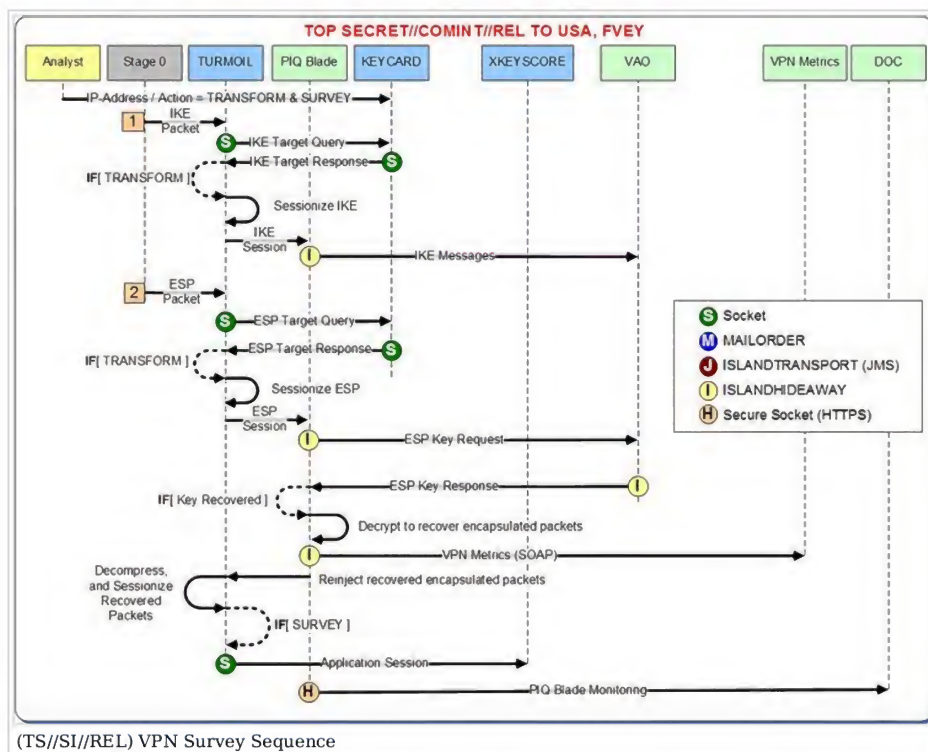 TOP SECRET//COMINT//REL TO USA, FVEY
Analyst
Stage 0
TURMOIL
PIQ Blade
KEYCARD
XKEYSCORE
VAO
VPN Metrics
DOC
IP-Address / Action = TRANSFORM & SURVEY
1
IKE
Packet
S
IKE Target Query
IKE Target Response
S
IF[ TRANSFORM ]
Sessionize IKE
IKE
Session
I
IKE Messages
2
ESP
Packet
S
ESP Target Query
ESP Target Response
S
IF[ TRANSFORM ]
Sessionize ESP
ESP
Session
I
ESP Key Request
ESP Key Response
I
IF[ Key Recovered ]
Decrypt to recover encapsulated packets
I
VPN Metrics (SOAP)
Reinject recovered encapsulated packets
Decompress,
and Sessionize
Recovered
Packets
IF[ SURVEY ]
S
Application Session
H
PIQ Blade Monitoring
S Socket
M MAILORDER
J ISLANDTRANSPORT (JMS)
I ISLANDHIDEAWAY
H Secure Socket (HTTPS)
(TS//SI//REL) VPN Survey Sequence